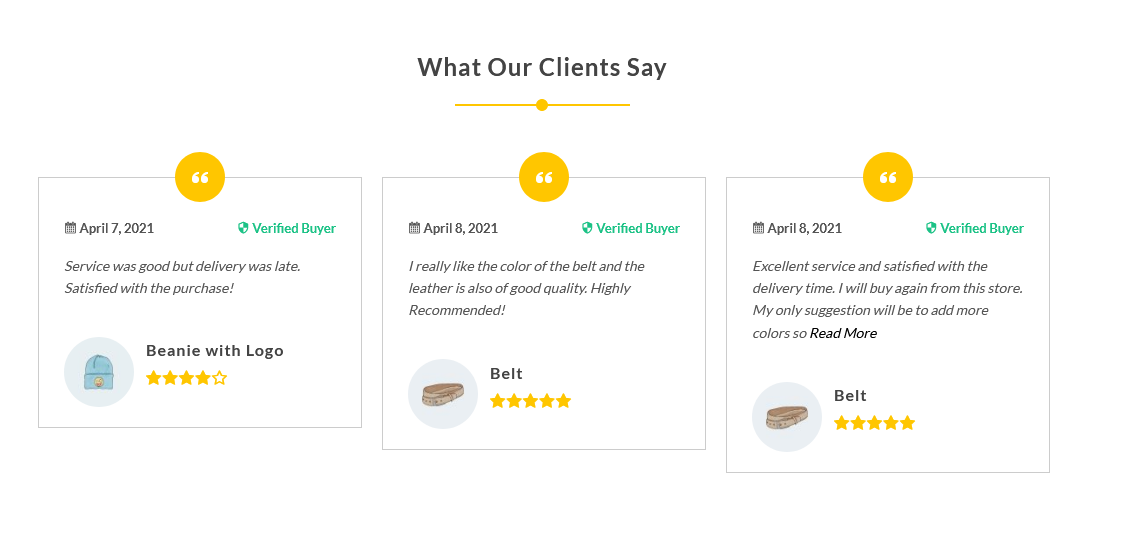 What Our Clients Say
April 7, 2021 Verified Buyer
Service was good but delivery was late.
Satisfied with the purchase!
Beanie with Logo
April 8, 2021 Verified Buyer
I really like the color of the belt and the
leather is also of good quality. Highly
Recommended!
Belt
April 8, 2021 Verified Buyer
Excellent service and satisfied with the
delivery time. I will buy again from this store.
My only suggestion will be to add more
colors so Read More
Belt